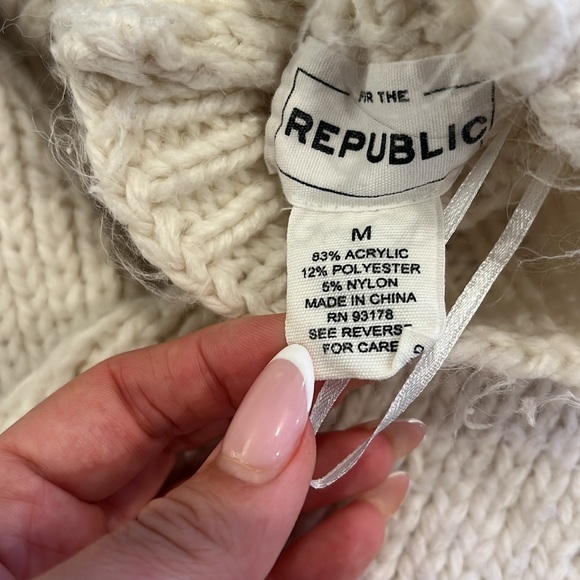 THE
REPUBLIC
M
83% ACRYLIC
12% POLYESTER
5% NYLON
MADE IN CHINA
RN 93178
SEE REVERSE
FOR CARE